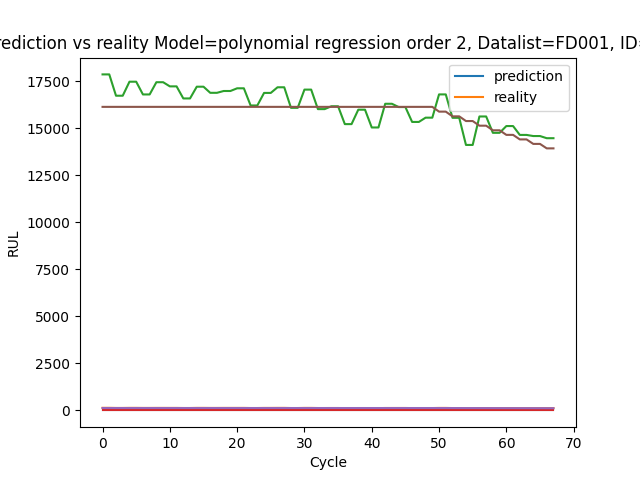 rediction vs reality Model=polynomial regression order 2, Datalist=FD001, ID=
prediction
reality
17500
15000
12500
10000
7500
5000
2500
0
RUL
0 10 20 30 40 50 60 70
Cycle